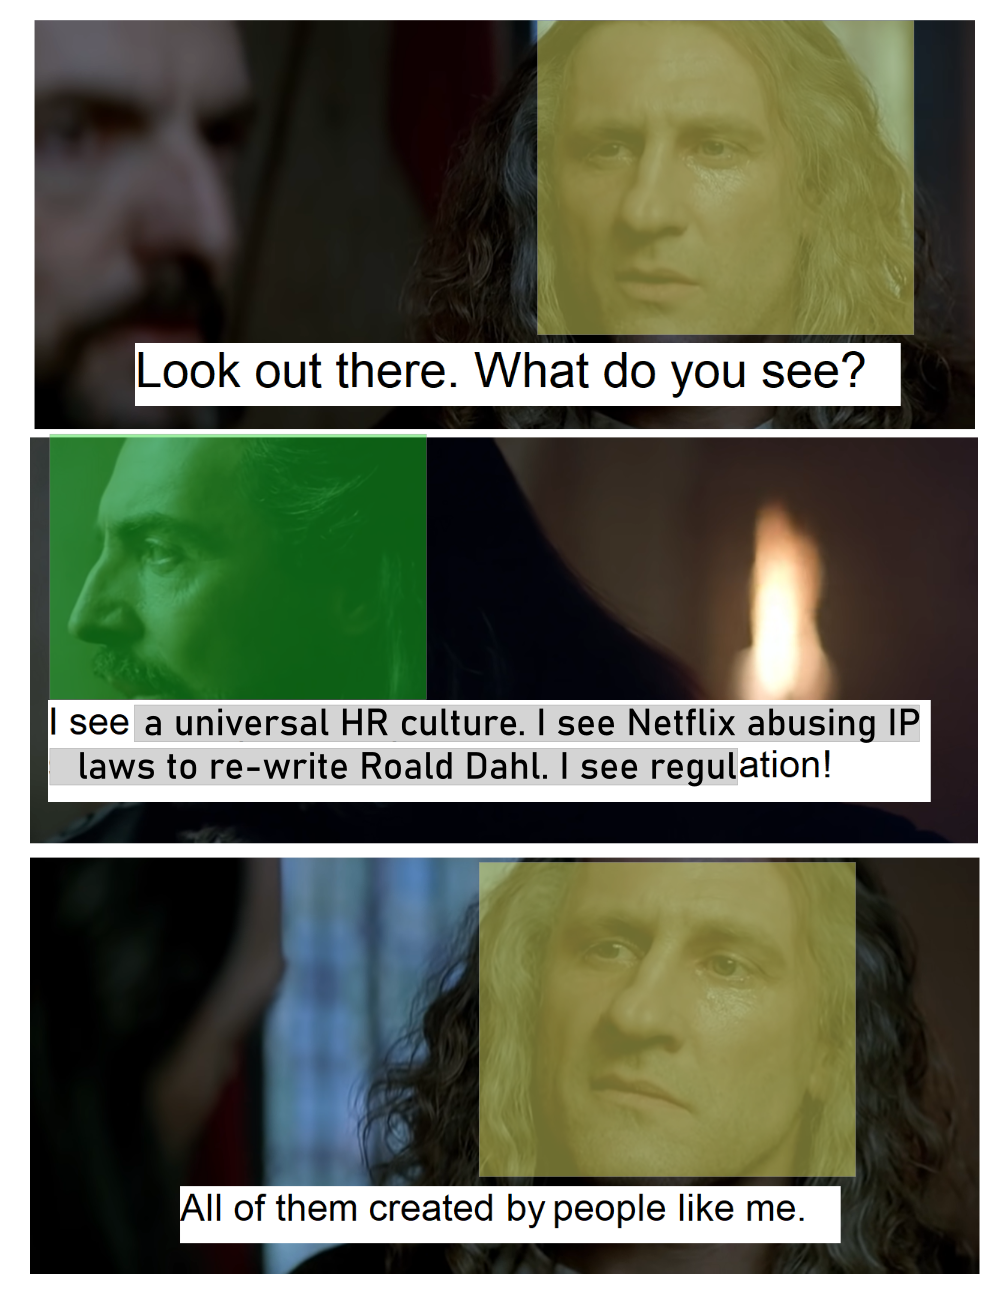 Look out there. What do you see?
I see a universal HR culture. I see Netflix abusing IP
laws to re-write Roald Dahl. I see regulation!
All of them created by people like me.